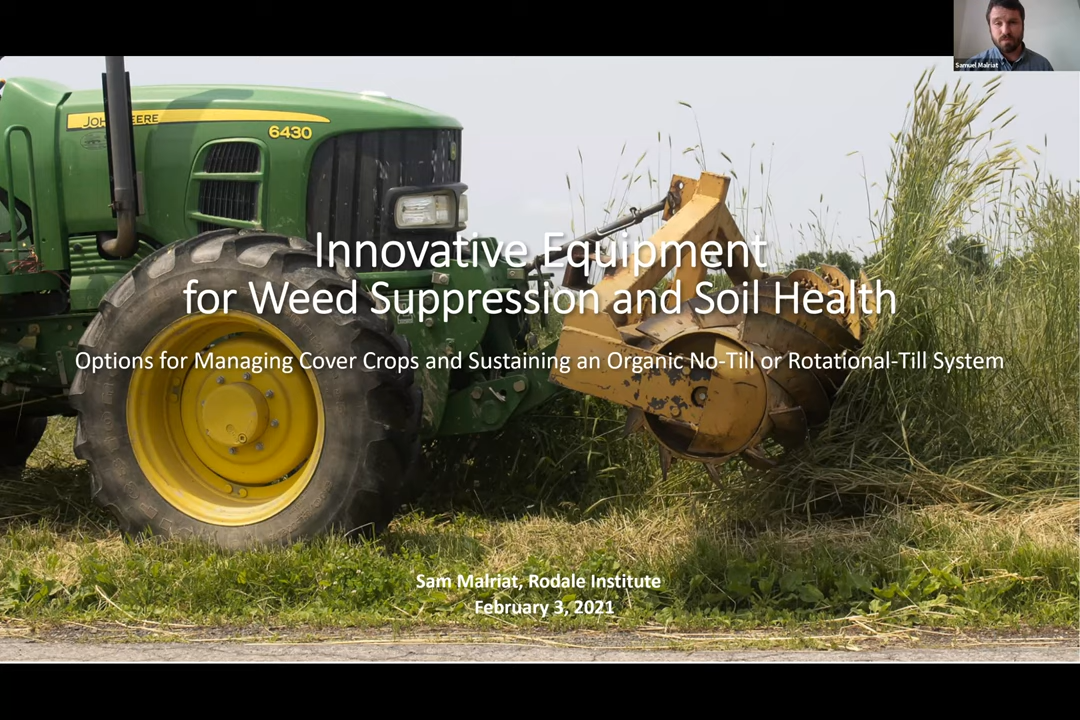 Samuel Malriat
JOHN DEERE
6430
Innovative Equipment
for Weed Suppression and Soil Health
Options for Managing Cover Crops and Sustaining an Organic No-Till or Rotational-Till System
Sam Malriat, Rodale Institute
February 3, 2021